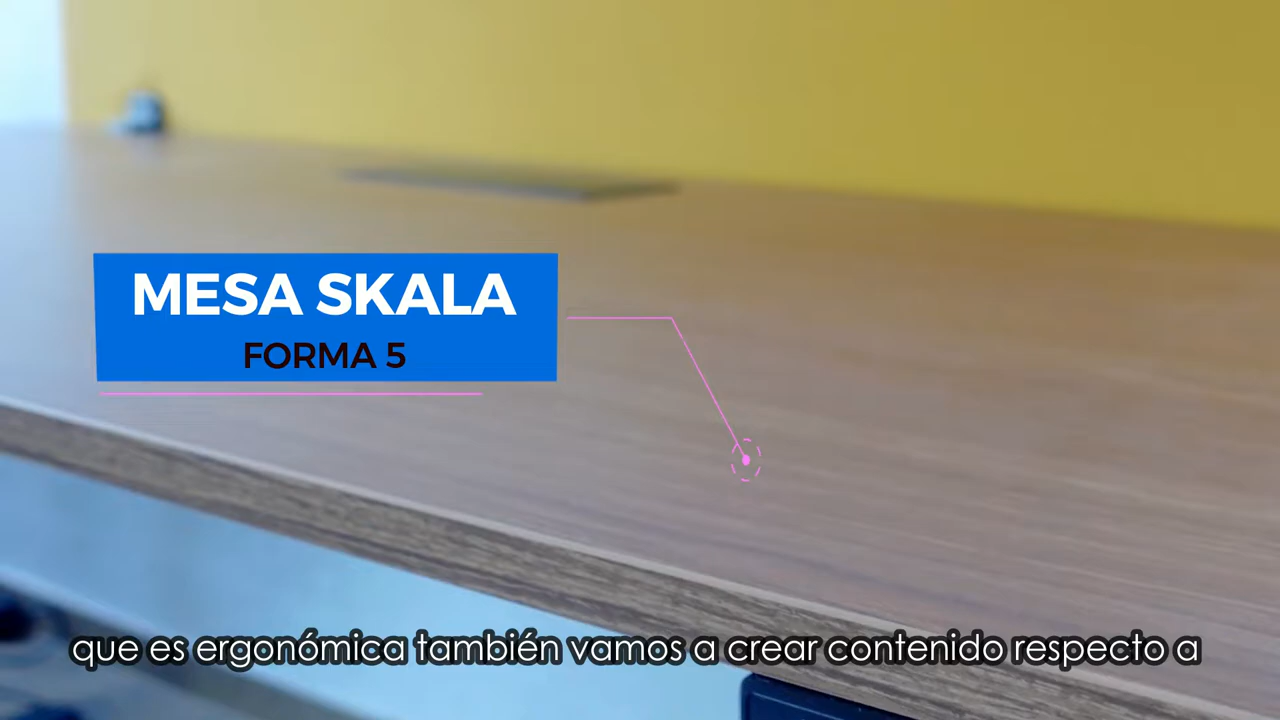 MESA SKALA
FORMA 5
que es ergonómica también vamos a crear contenido respecto a